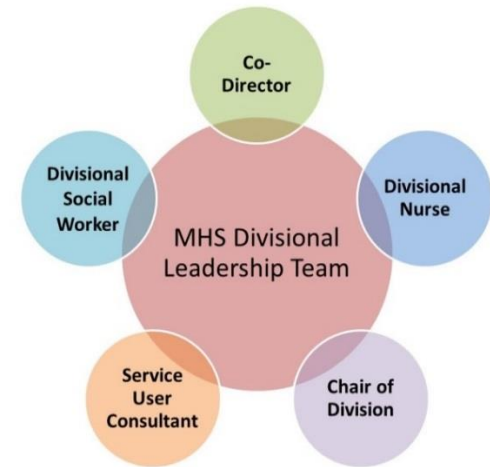 Co-
Director
Divisional
Social
Worker
Divisional
Nurse
MHS Divisional
Leadership Team
Service
User
Consultant
Chair of
Division